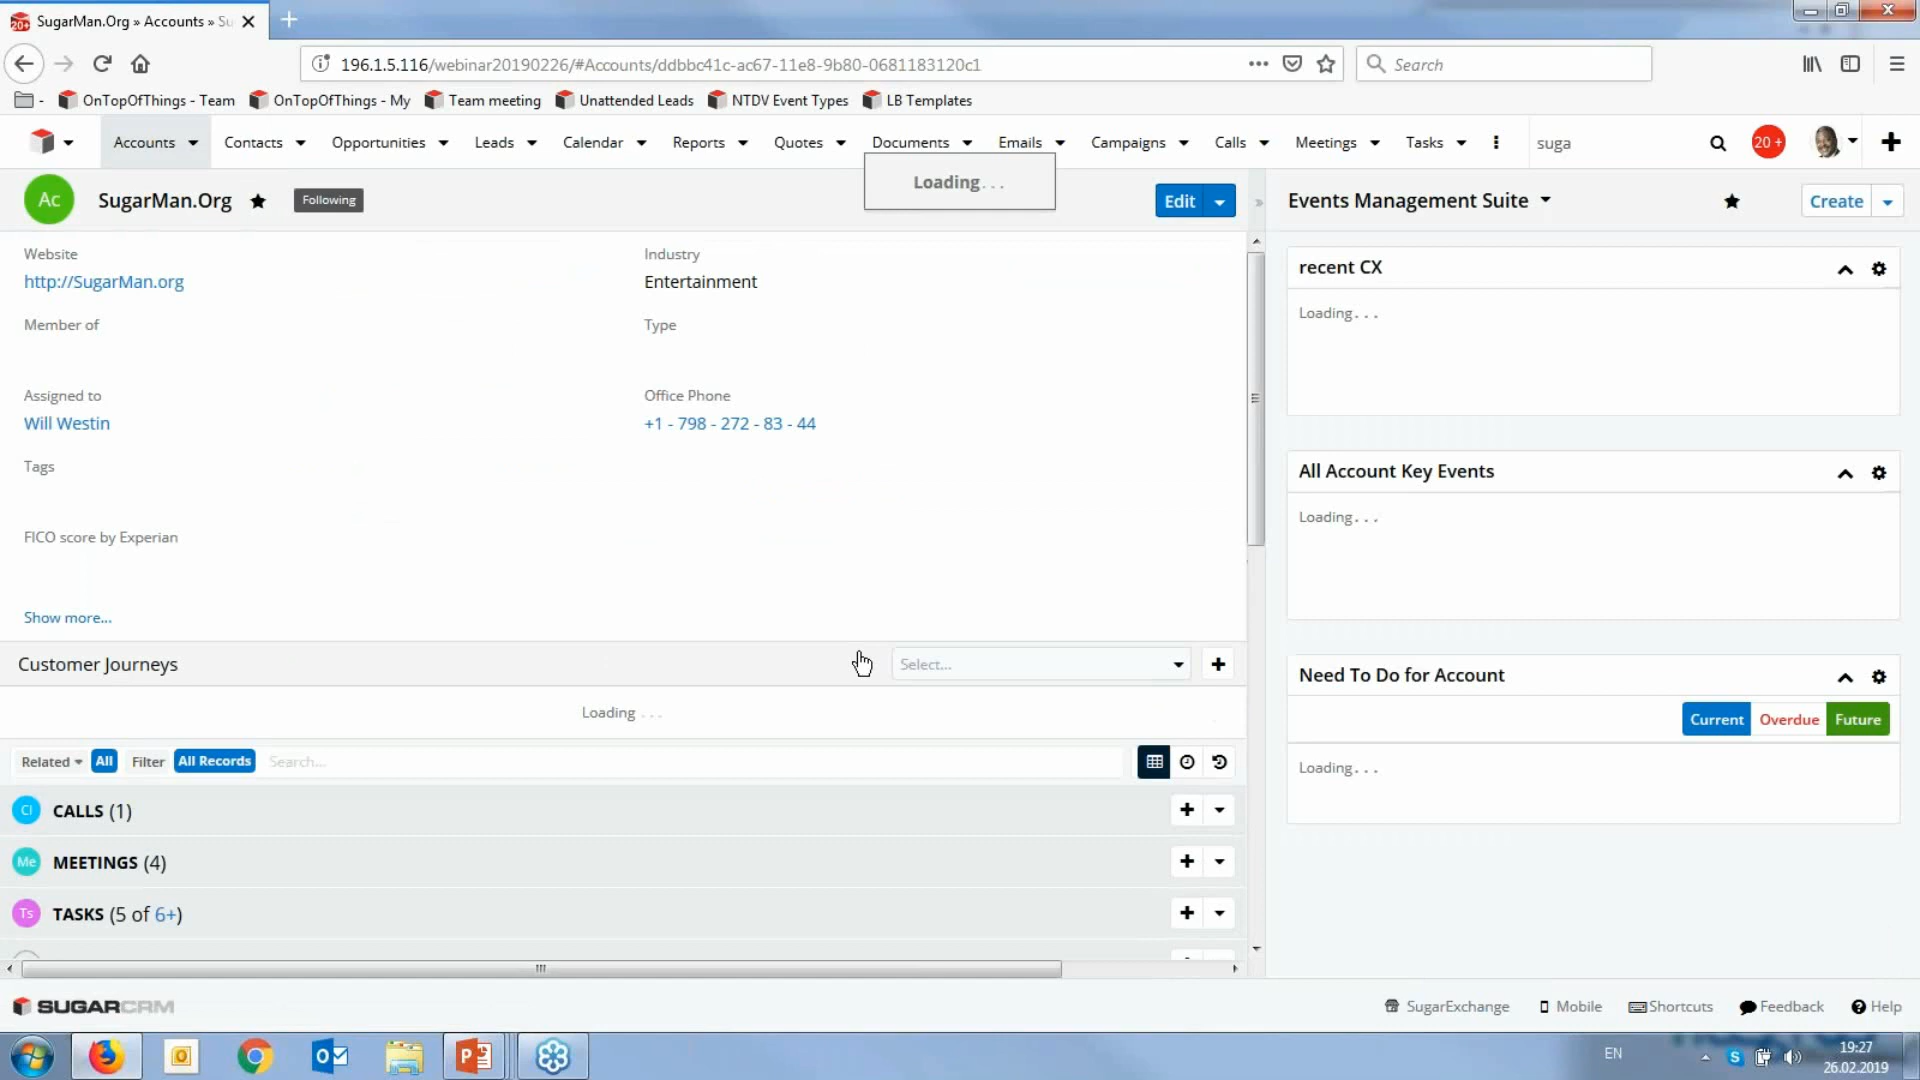 SugarMan.Org » Accounts » Su
196.1.5.116/webinar20190226/#Accounts/ddbbc41c-ac67-11e8-9b80-0681183120c1
Search
OnTopOfThings - Team
OnTopOfThings - My
Team meeting
Unattended Leads
NTDV Event Types
LB Templates
Accounts
Contacts
Opportunities
Leads
Calendar
Reports
Quotes
Documents
Emails
Campaigns
Calls
Meetings
Tasks
suga
20 +
Loading...
Ac
SugarMan.Org
Following
Edit
Events Management Suite
Create
Website
http://SugarMan.org
Industry
Entertainment
Member of
Type
Assigned to
Will Westin
Office Phone
+1 - 798 - 272 - 83 - 44
Tags
FICO score by Experian
Show more...
Customer Journeys
Select...
Loading ...
Related
All
Filter
All Records
Search...
Cl
CALLS (1)
Me
MEETINGS (4)
Ts
TASKS (5 of 6+)
recent CX
Loading...
All Account Key Events
Loading...
Need To Do for Account
Current
Overdue
Future
Loading...
SUGARCRM
SugarExchange
Mobile
Shortcuts
Feedback
Help
EN
19:27
26.02.2019